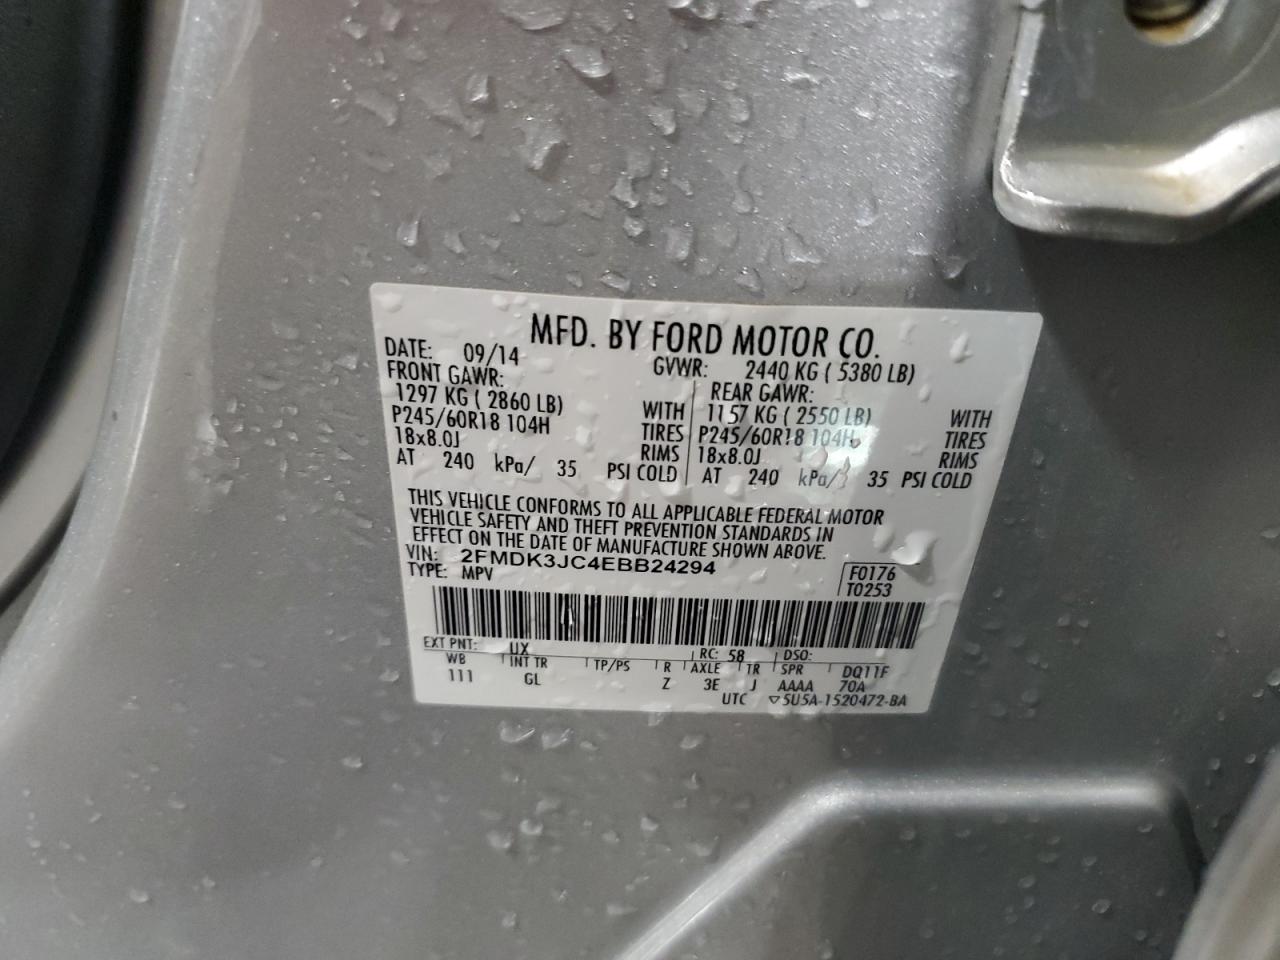 MFD. BY FORD MOTOR CO.
DATE: 09/14 GVWR: 2440 KG ( 5380 LB)
FRONT GAWR: REAR GAWR:
1297 KG ( 2860 LB) WITH 1157 KG ( 2550 LB) WITH
P245/60R18 104H TIRES P245/60R18 104H TIRES
18x8.0J RIMS 18x8.0J RIMS
AT 240 kPa/ 35 PSI COLD AT 240 kPa/ 35 PSI COLD
THIS VEHICLE CONFORMS TO ALL APPLICABLE FEDERAL MOTOR
VEHICLE SAFETY AND THEFT PREVENTION STANDARDS IN
EFFECT ON THE DATE OF MANUFACTURE SHOWN ABOVE.
VIN: 2FMDK3JC4EBB24294
TYPE: MPV F0176
T0253
EXT PNT: UX RC: 58 DSO:
WB INT TR TP/PS R AXLE TR SPR DQ11F
111 GL Z 3E J AAAA 70A
UTC ▽5U5A-1520472-BA